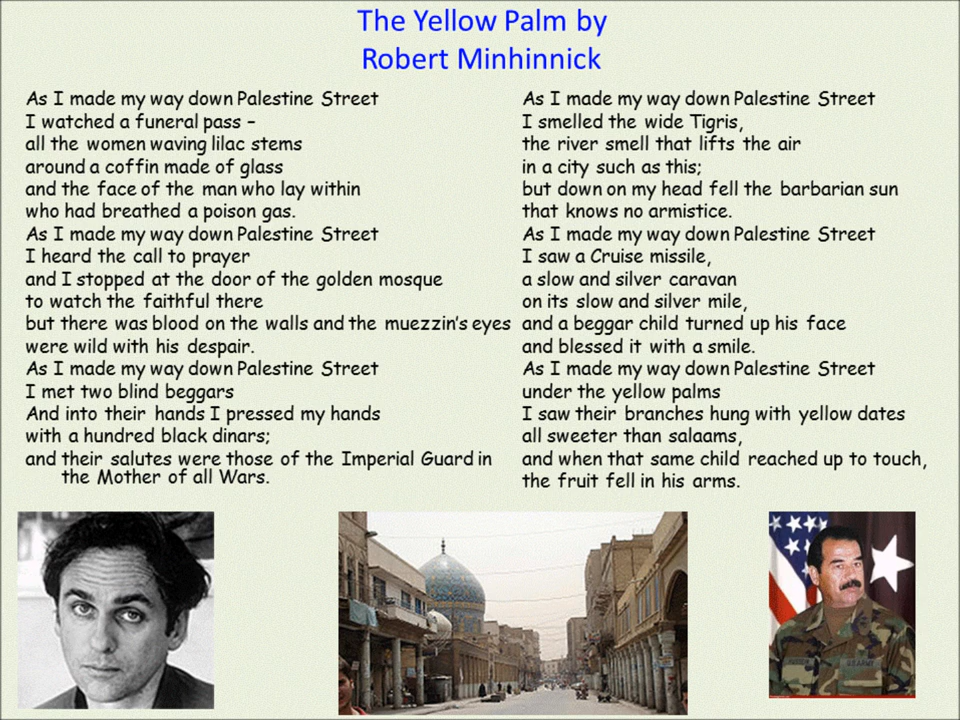 The Yellow Palm by
Robert Minhinnick
As I made my way down Palestine Street
I watched a funeral pass –
all the women waving lilac stems
around a coffin made of glass
and the face of the man who lay within
who had breathed a poison gas.
As I made my way down Palestine Street
I heard the call to prayer
and I stopped at the door of the golden mosque
to watch the faithful there
but there was blood on the walls and the muezzin's eyes
were wild with his despair.
As I made my way down Palestine Street
I met two blind beggars
And into their hands I pressed my hands
with a hundred black dinars;
and their salutes were those of the Imperial Guard in
the Mother of all Wars.
As I made my way down Palestine Street
I smelled the wide Tigris,
the river smell that lifts the air
in a city such as this;
but down on my head fell the barbarian sun
that knows no armistice.
As I made my way down Palestine Street
I saw a Cruise missile,
a slow and silver caravan
on its slow and silver mile,
and a beggar child turned up his face
and blessed it with a smile.
As I made my way down Palestine Street
under the yellow palms
I saw their branches hung with yellow dates
all sweeter than salaams,
and when that same child reached up to touch,
the fruit fell in his arms.
U.S. ARMY